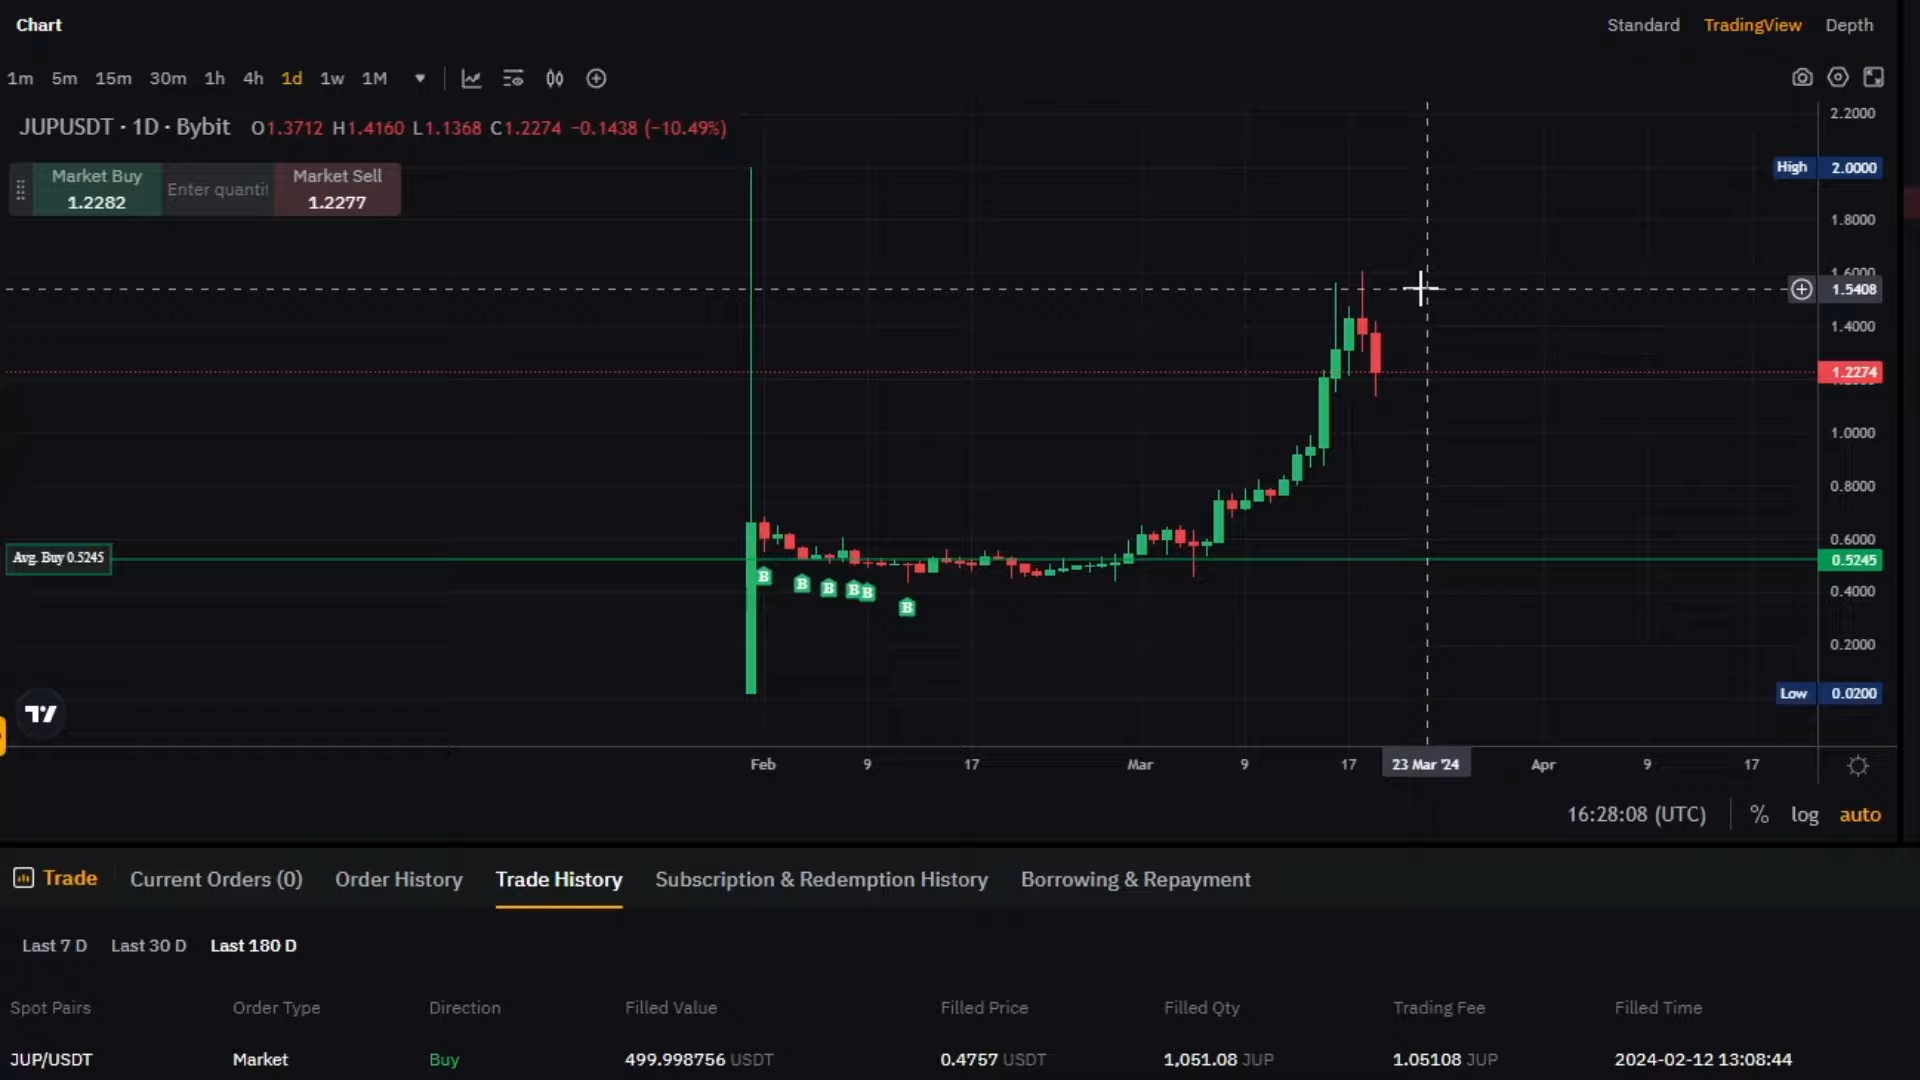 Chart
Standard TradingView Depth
1m 5m 15m 30m 1h 4h 1d 1w 1M
JUPUSDT · 1D · Bybit O1.3712 H1.4160 L1.1368 C1.2274 −0.1438 (−10.49%)
Market Buy
1.2282
Enter quantit
Market Sell
1.2277
2.2000
High 2.0000
1.8000
1.6000
1.5408
1.4000
1.2274
1.0000
0.8000
0.6000
Avg. Buy 0.5245
0.5245
B B B B B B
0.4000
0.2000
Low 0.0200
Feb 9 17 Mar 9 17 23 Mar '24 Apr 9 17
16:28:08 (UTC) % log auto
Trade Current Orders (0) Order History Trade History Subscription & Redemption History Borrowing & Repayment
Last 7 D Last 30 D Last 180 D
Spot Pairs Order Type Direction Filled Value Filled Price Filled Qty Trading Fee Filled Time
JUP/USDT Market Buy 499.998756 USDT 0.4757 USDT 1,051.08 JUP 1.05108 JUP 2024-02-12 13:08:44